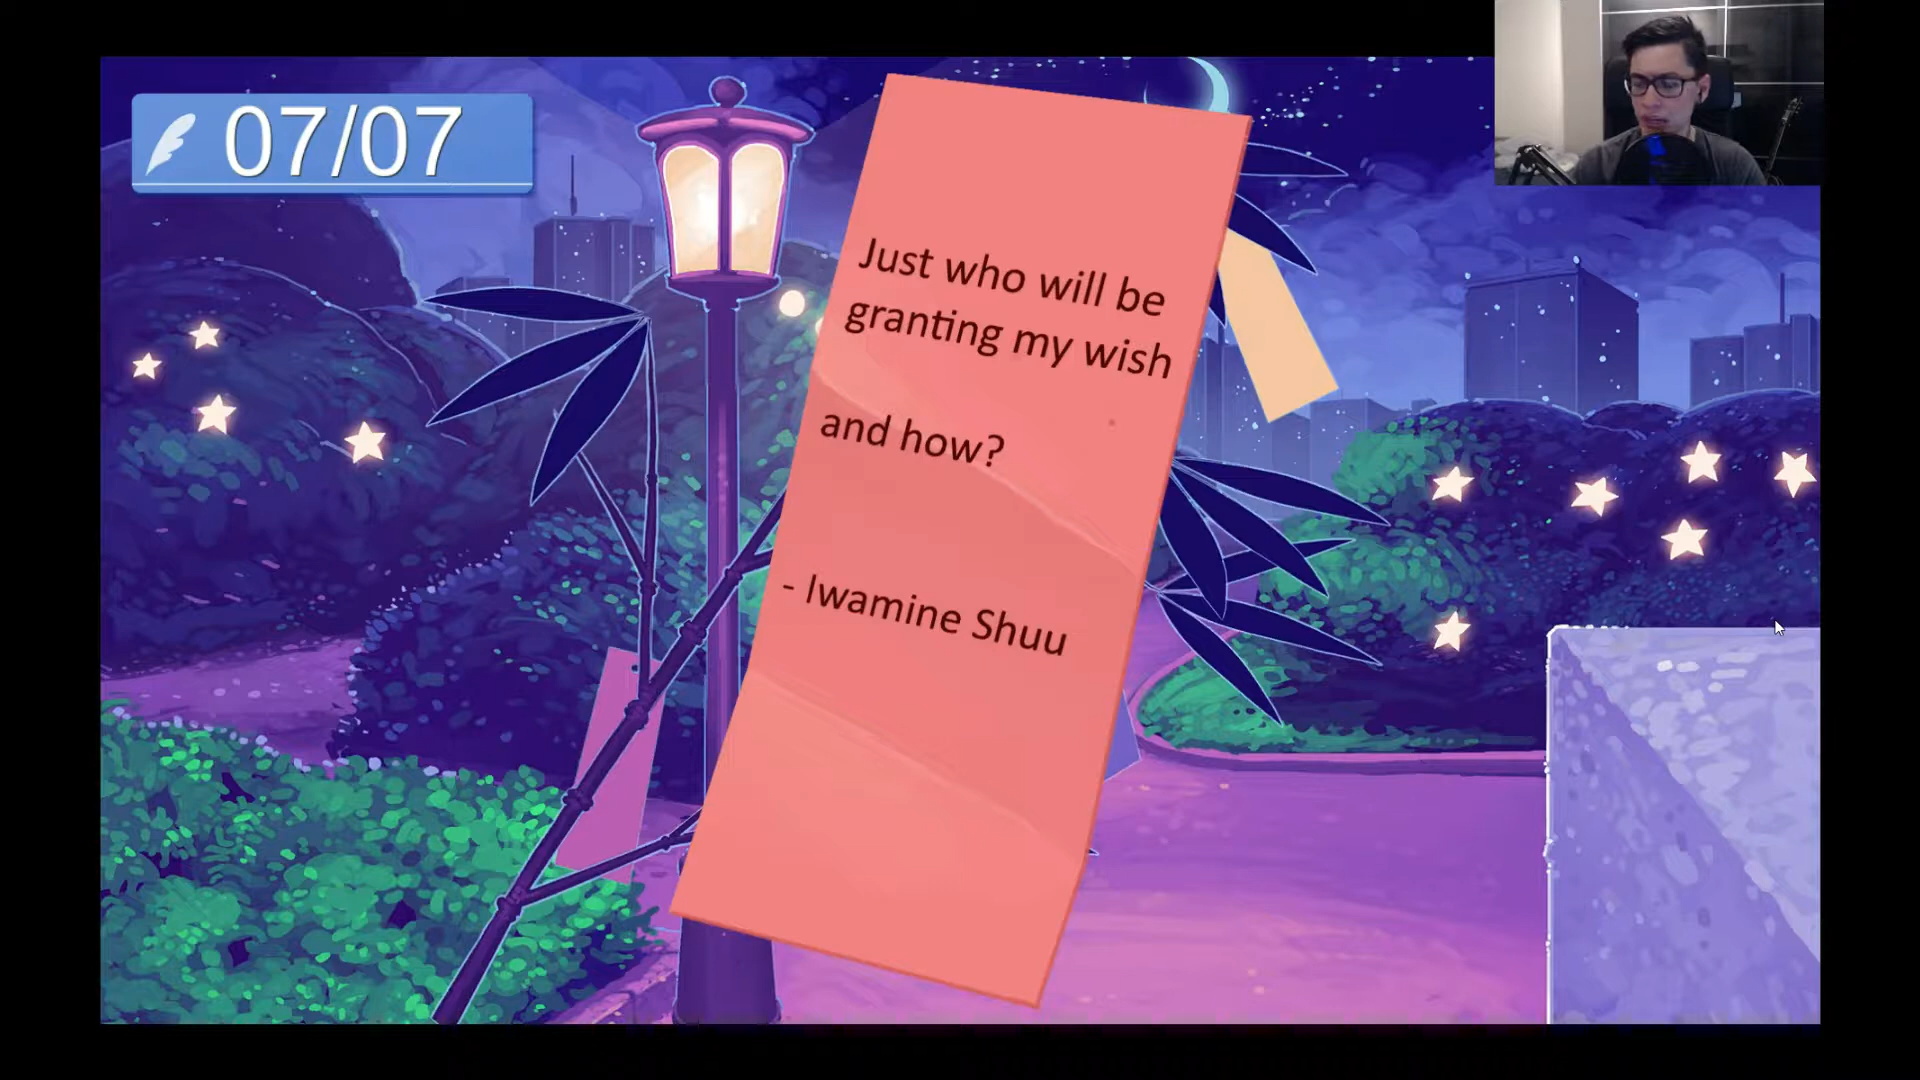 07/07
Just who will be
granting my wish
and how?
- Iwamine Shuu